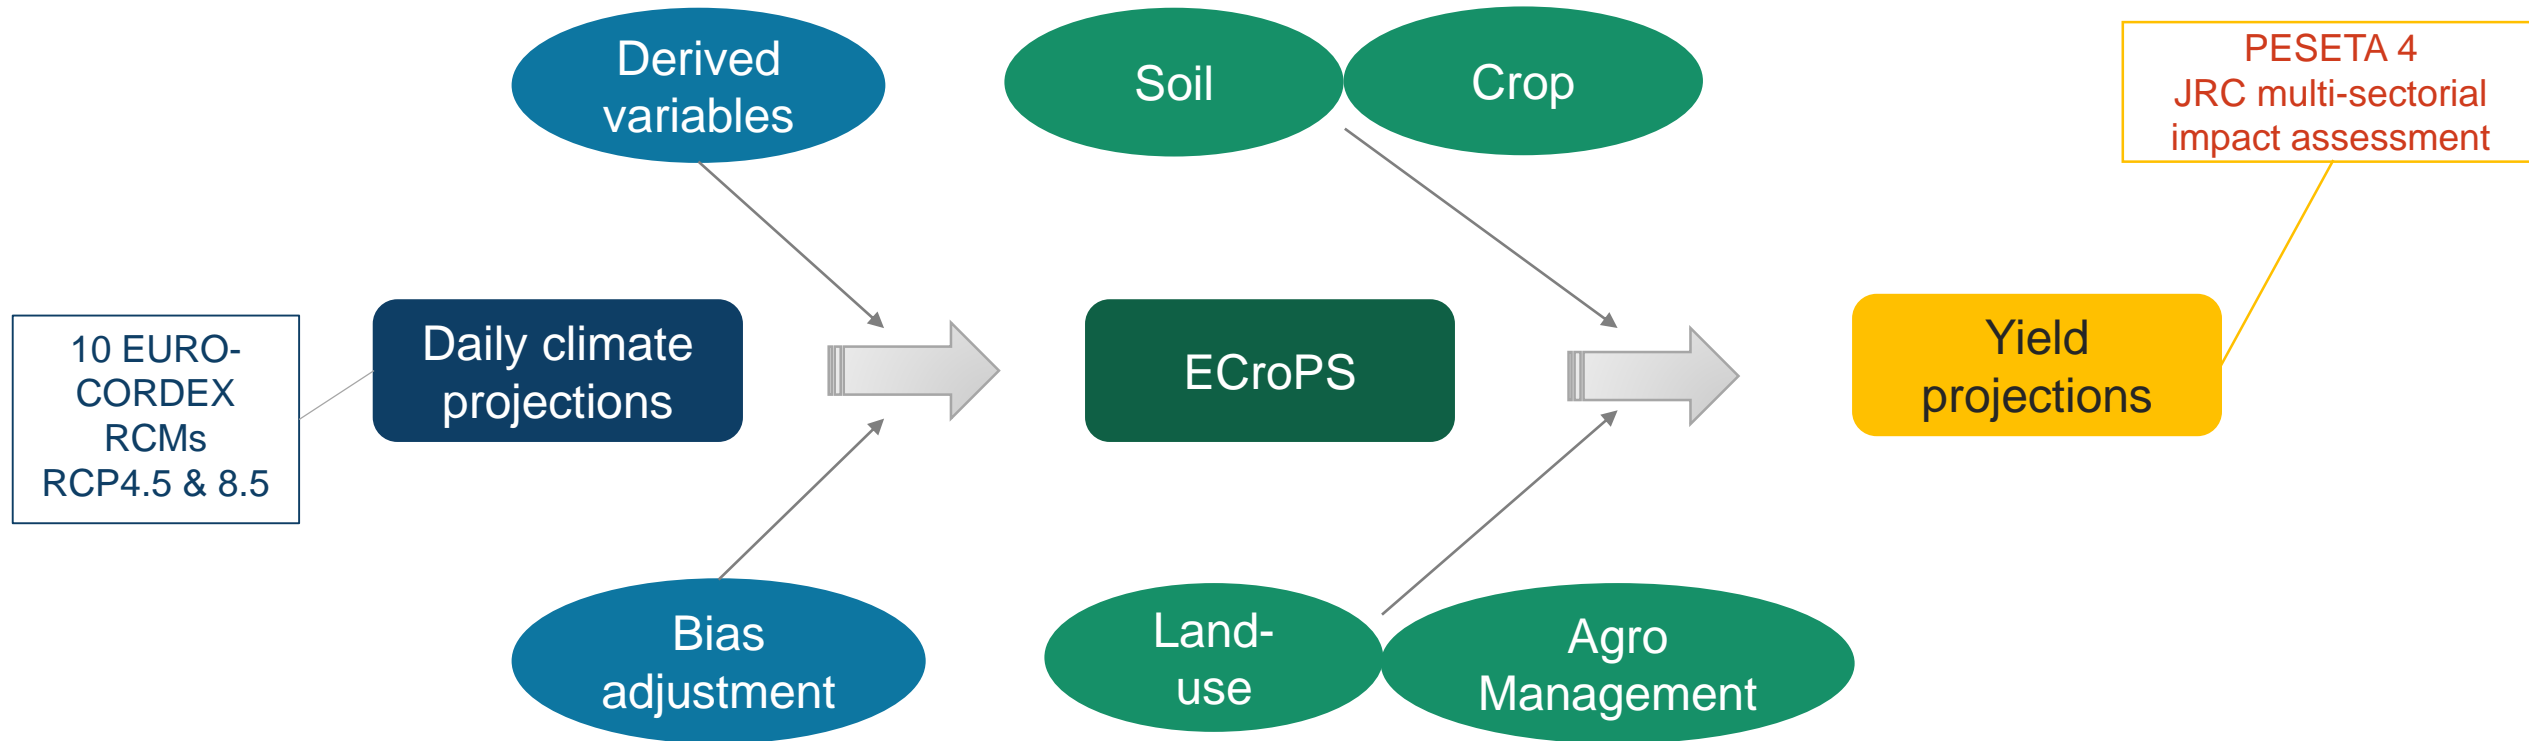 Derived
variables
Soil
Crop
PESETA 4
JRC multi-sectorial
impact assessment
10 EURO-
CORDEX
RCMs
RCP4.5 & 8.5
Daily climate
projections
ECroPS
Yield
projections
Bias
adjustment
Land-
use
Agro
Management